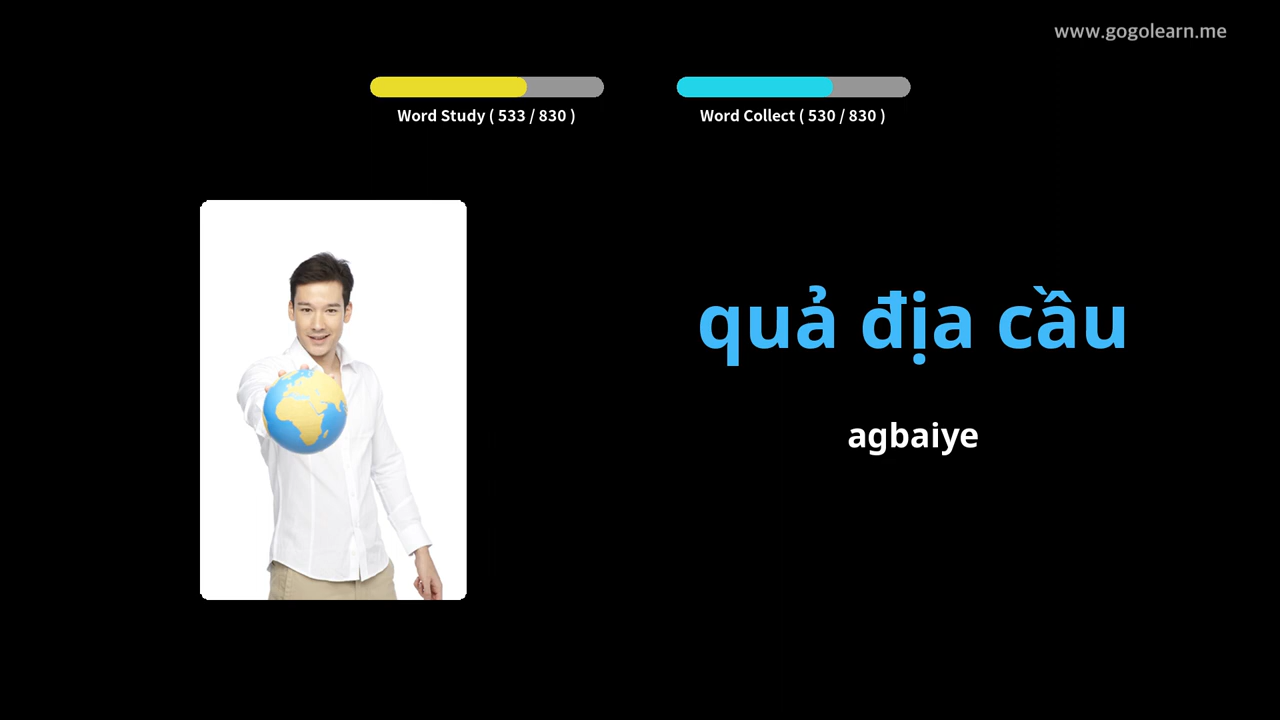 www.gogolearn.me
Word Study ( 533 / 830 )
Word Collect ( 530 / 830 )
quả địa cầu
agbaiye